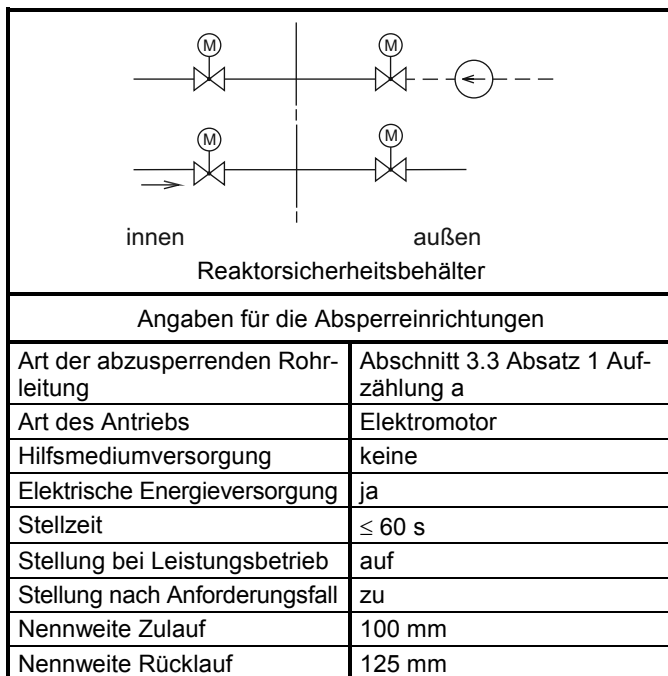 M M
M M
innen außen
Reaktorsicherheitsbehälter
Angaben für die Absperreinrichtungen
Art der abzusperrenden Rohr- Abschnitt 3.3 Absatz 1 Auf-
leitung zählung a
Art des Antriebs Elektromotor
Hilfsmediumversorgung keine
Elektrische Energieversorgung ja
Stellzeit ≤ 60 s
Stellung bei Leistungsbetrieb auf
Stellung nach Anforderungsfall zu
Nennweite Zulauf 100 mm
Nennweite Rücklauf 125 mm